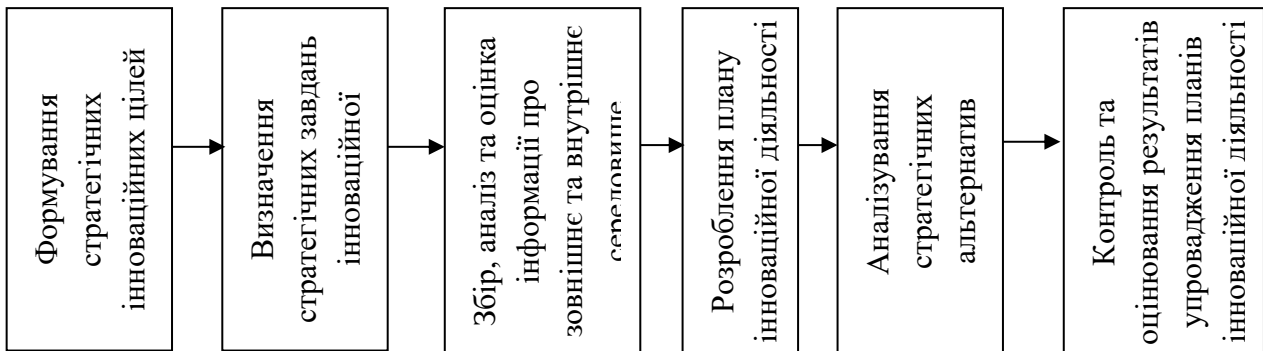 Формування
стратегічних
інноваційних цілей
Визначення
стратегічних завдань
інноваційної
Збір, аналіз та оцінка
інформації про
зовнішнє та внутрішнє
середовище
Розроблення плану
інноваційної діяльності
Аналізування
стратегічних
альтернатив
Контроль та
оцінювання результатів
упровадження планів
інноваційної діяльності